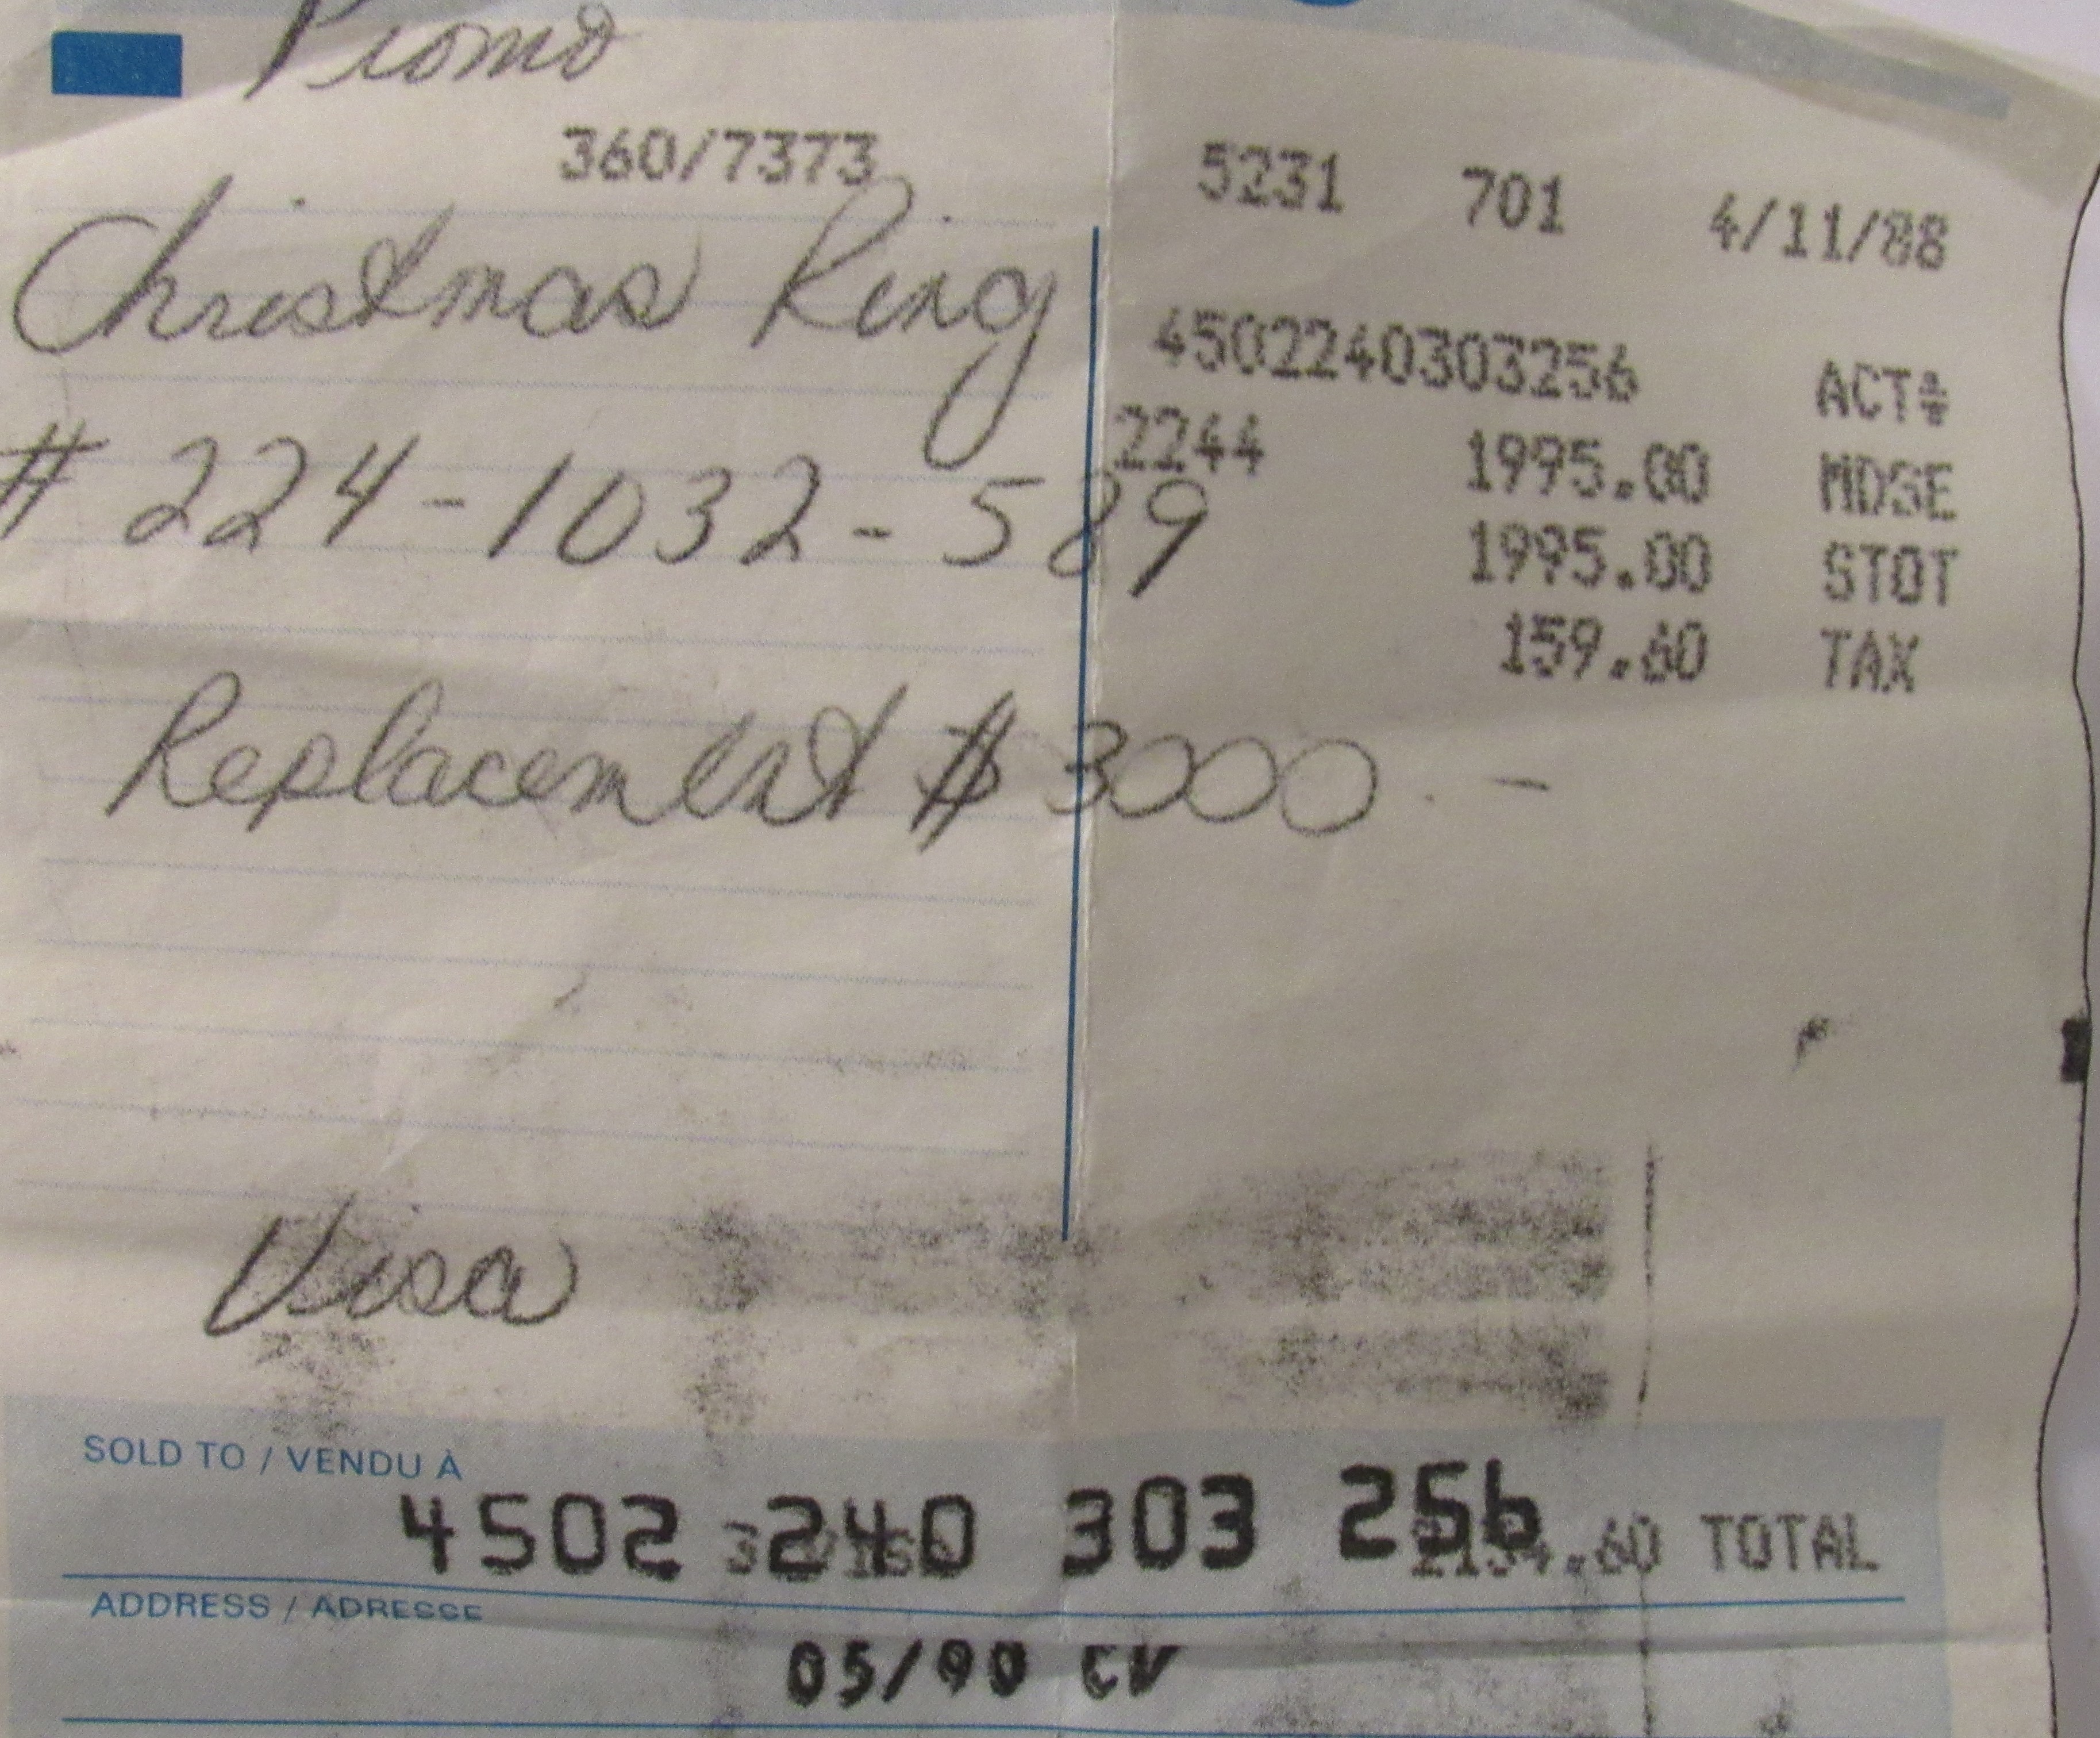 Promo
360/7373 5231 701 4/11/88
Christmas Ring
4502240303256 ACT#
2244 1995.00 MDSE
# 224-1032-589
1995.00 STOT
159.60 TAX
Replacement $ 3000.-
Visa
SOLD TO / VENDU À
4502 240 303 256
2154.60 TOTAL
ADDRESS / ADRESSE
05/90 CV